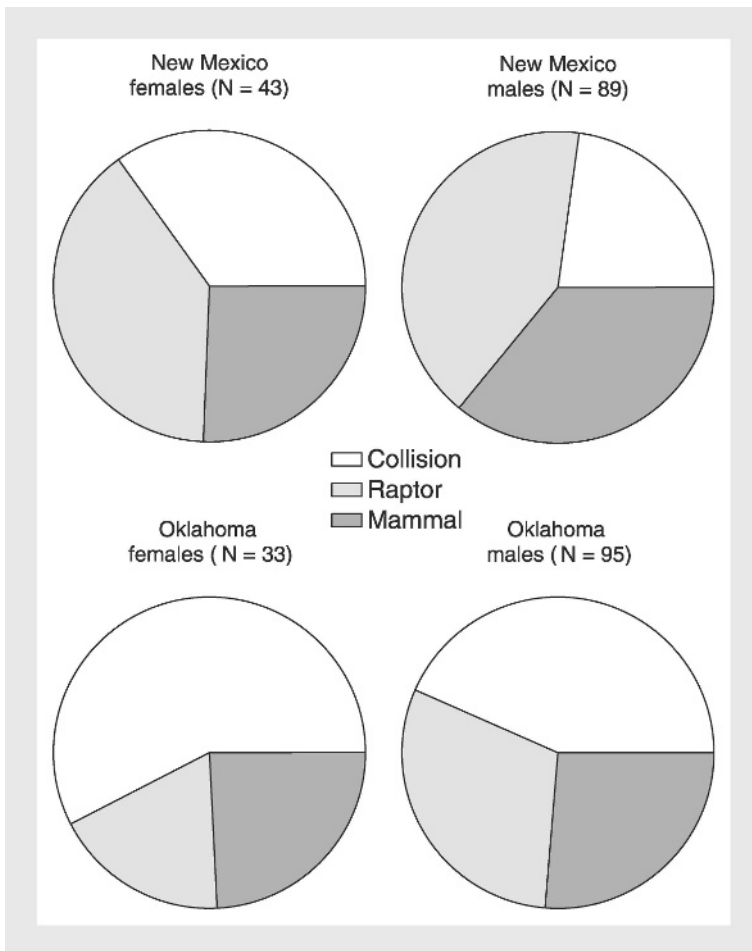 New Mexico
females (N = 43)
New Mexico
males (N = 89)
Collision
Raptor
Mammal
Oklahoma
females ( N = 33)
Oklahoma
males ( N = 95)